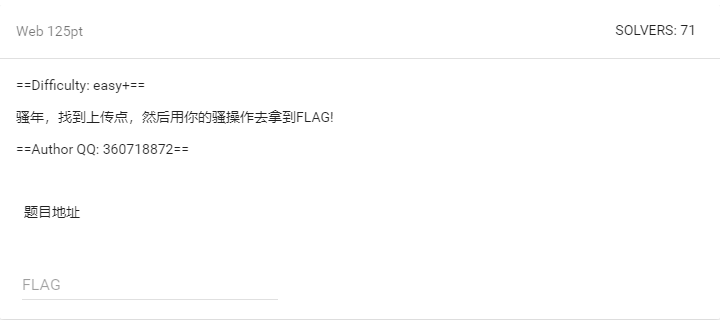 Web 125pt
SOLVERS: 71
==Difficulty: easy+==
骚年，找到上传点，然后用你的骚操作去拿到FLAG!
==Author QQ: 360718872==
题目地址
FLAG